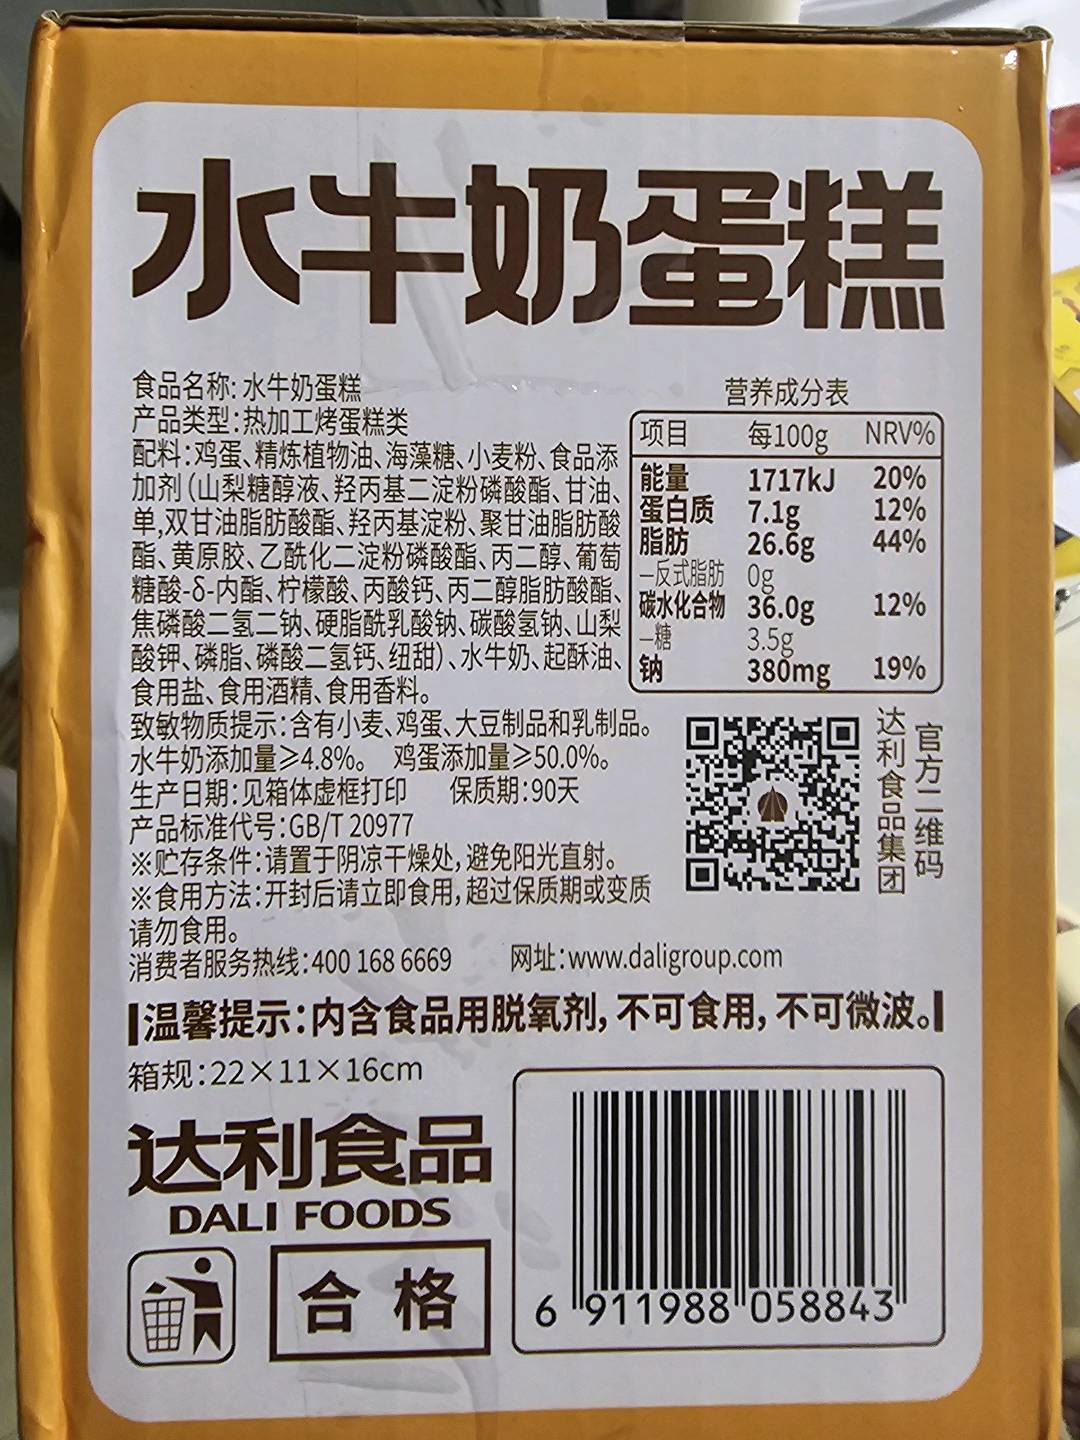 水牛奶蛋糕
食品名称: 水牛奶蛋糕
产品类型:热加工烤蛋糕类
配料:鸡蛋、精炼植物油、海藻糖、小麦粉、食品添
加剂(山梨糖醇液、羟丙基二淀粉磷酸酯、甘油、
单,双甘油脂肪酸酯、羟丙基淀粉、聚甘油脂肪酸
酯、黄原胶、乙酰化二淀粉磷酸酯、丙二醇、葡萄
糖酸-δ-内酯、柠檬酸、丙酸钙、丙二醇脂肪酸酯、
焦磷酸二氢二钠、硬脂酰乳酸钠、碳酸氢钠、山梨
酸钾、磷脂、磷酸二氢钙、纽甜)、水牛奶、起酥油、
食用盐、食用酒精、食用香料。
致敏物质提示:含有小麦、鸡蛋、大豆制品和乳制品。
水牛奶添加量≥4.8%。 鸡蛋添加量≥50.0%。
生产日期:见箱体虚框打印 保质期:90天
产品标准代号:GB/T 20977
※贮存条件:请置于阴凉干燥处,避免阳光直射。
※食用方法:开封后请立即食用,超过保质期或变质
请勿食用。
消费者服务热线:400 168 6669 网址:www.daligroup.com
营养成分表
项目 每100g NRV%
能量 1717kJ 20%
蛋白质 7.1g 12%
脂肪 26.6g 44%
—反式脂肪 0g
碳水化合物 36.0g 12%
—糖 3.5g
钠 380mg 19%
达利食品集团
官方二维码
温馨提示:内含食品用脱氧剂,不可食用,不可微波。
箱规:22×11×16cm
达利食品
DALI FOODS
合格
6 911988 058843